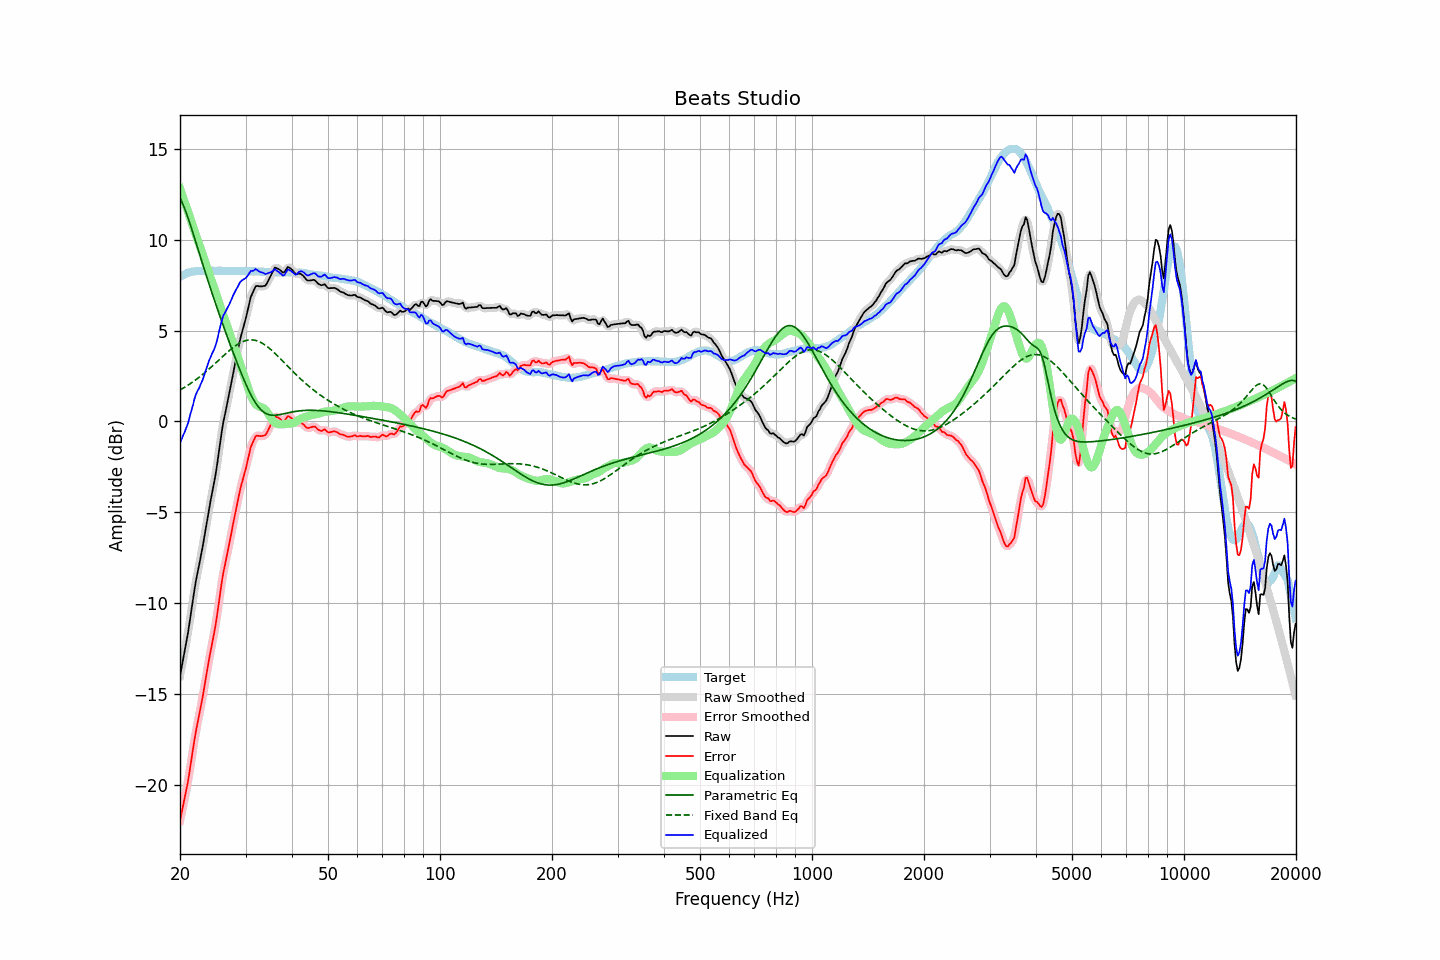 Beats Studio
Amplitude (dBr)
15
10
5
0
−5
−10
−15
−20
Target
Raw Smoothed
Error Smoothed
Raw
Error
Equalization
Parametric Eq
Fixed Band Eq
Equalized
20 50 100 200 500 1000 2000 5000 10000 20000
Frequency (Hz)